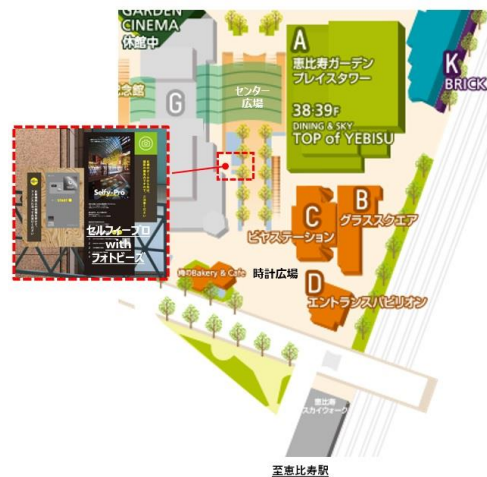 GARDEN
CINEMA
休館中
念館
G
センター
広場
A
恵比寿ガーデン
プレイスタワー
38・39F
DINING & SKY
TOP of YEBISU
K
BRICK
Selfy-Pro
START
セルフィープロ
with
フォトピース
B
グラススクエア
C
ビヤステーション
D
エントランスパビリオン
Bakery & Cafe
時計広場
恵比寿
スカイウォーク
至恵比寿駅